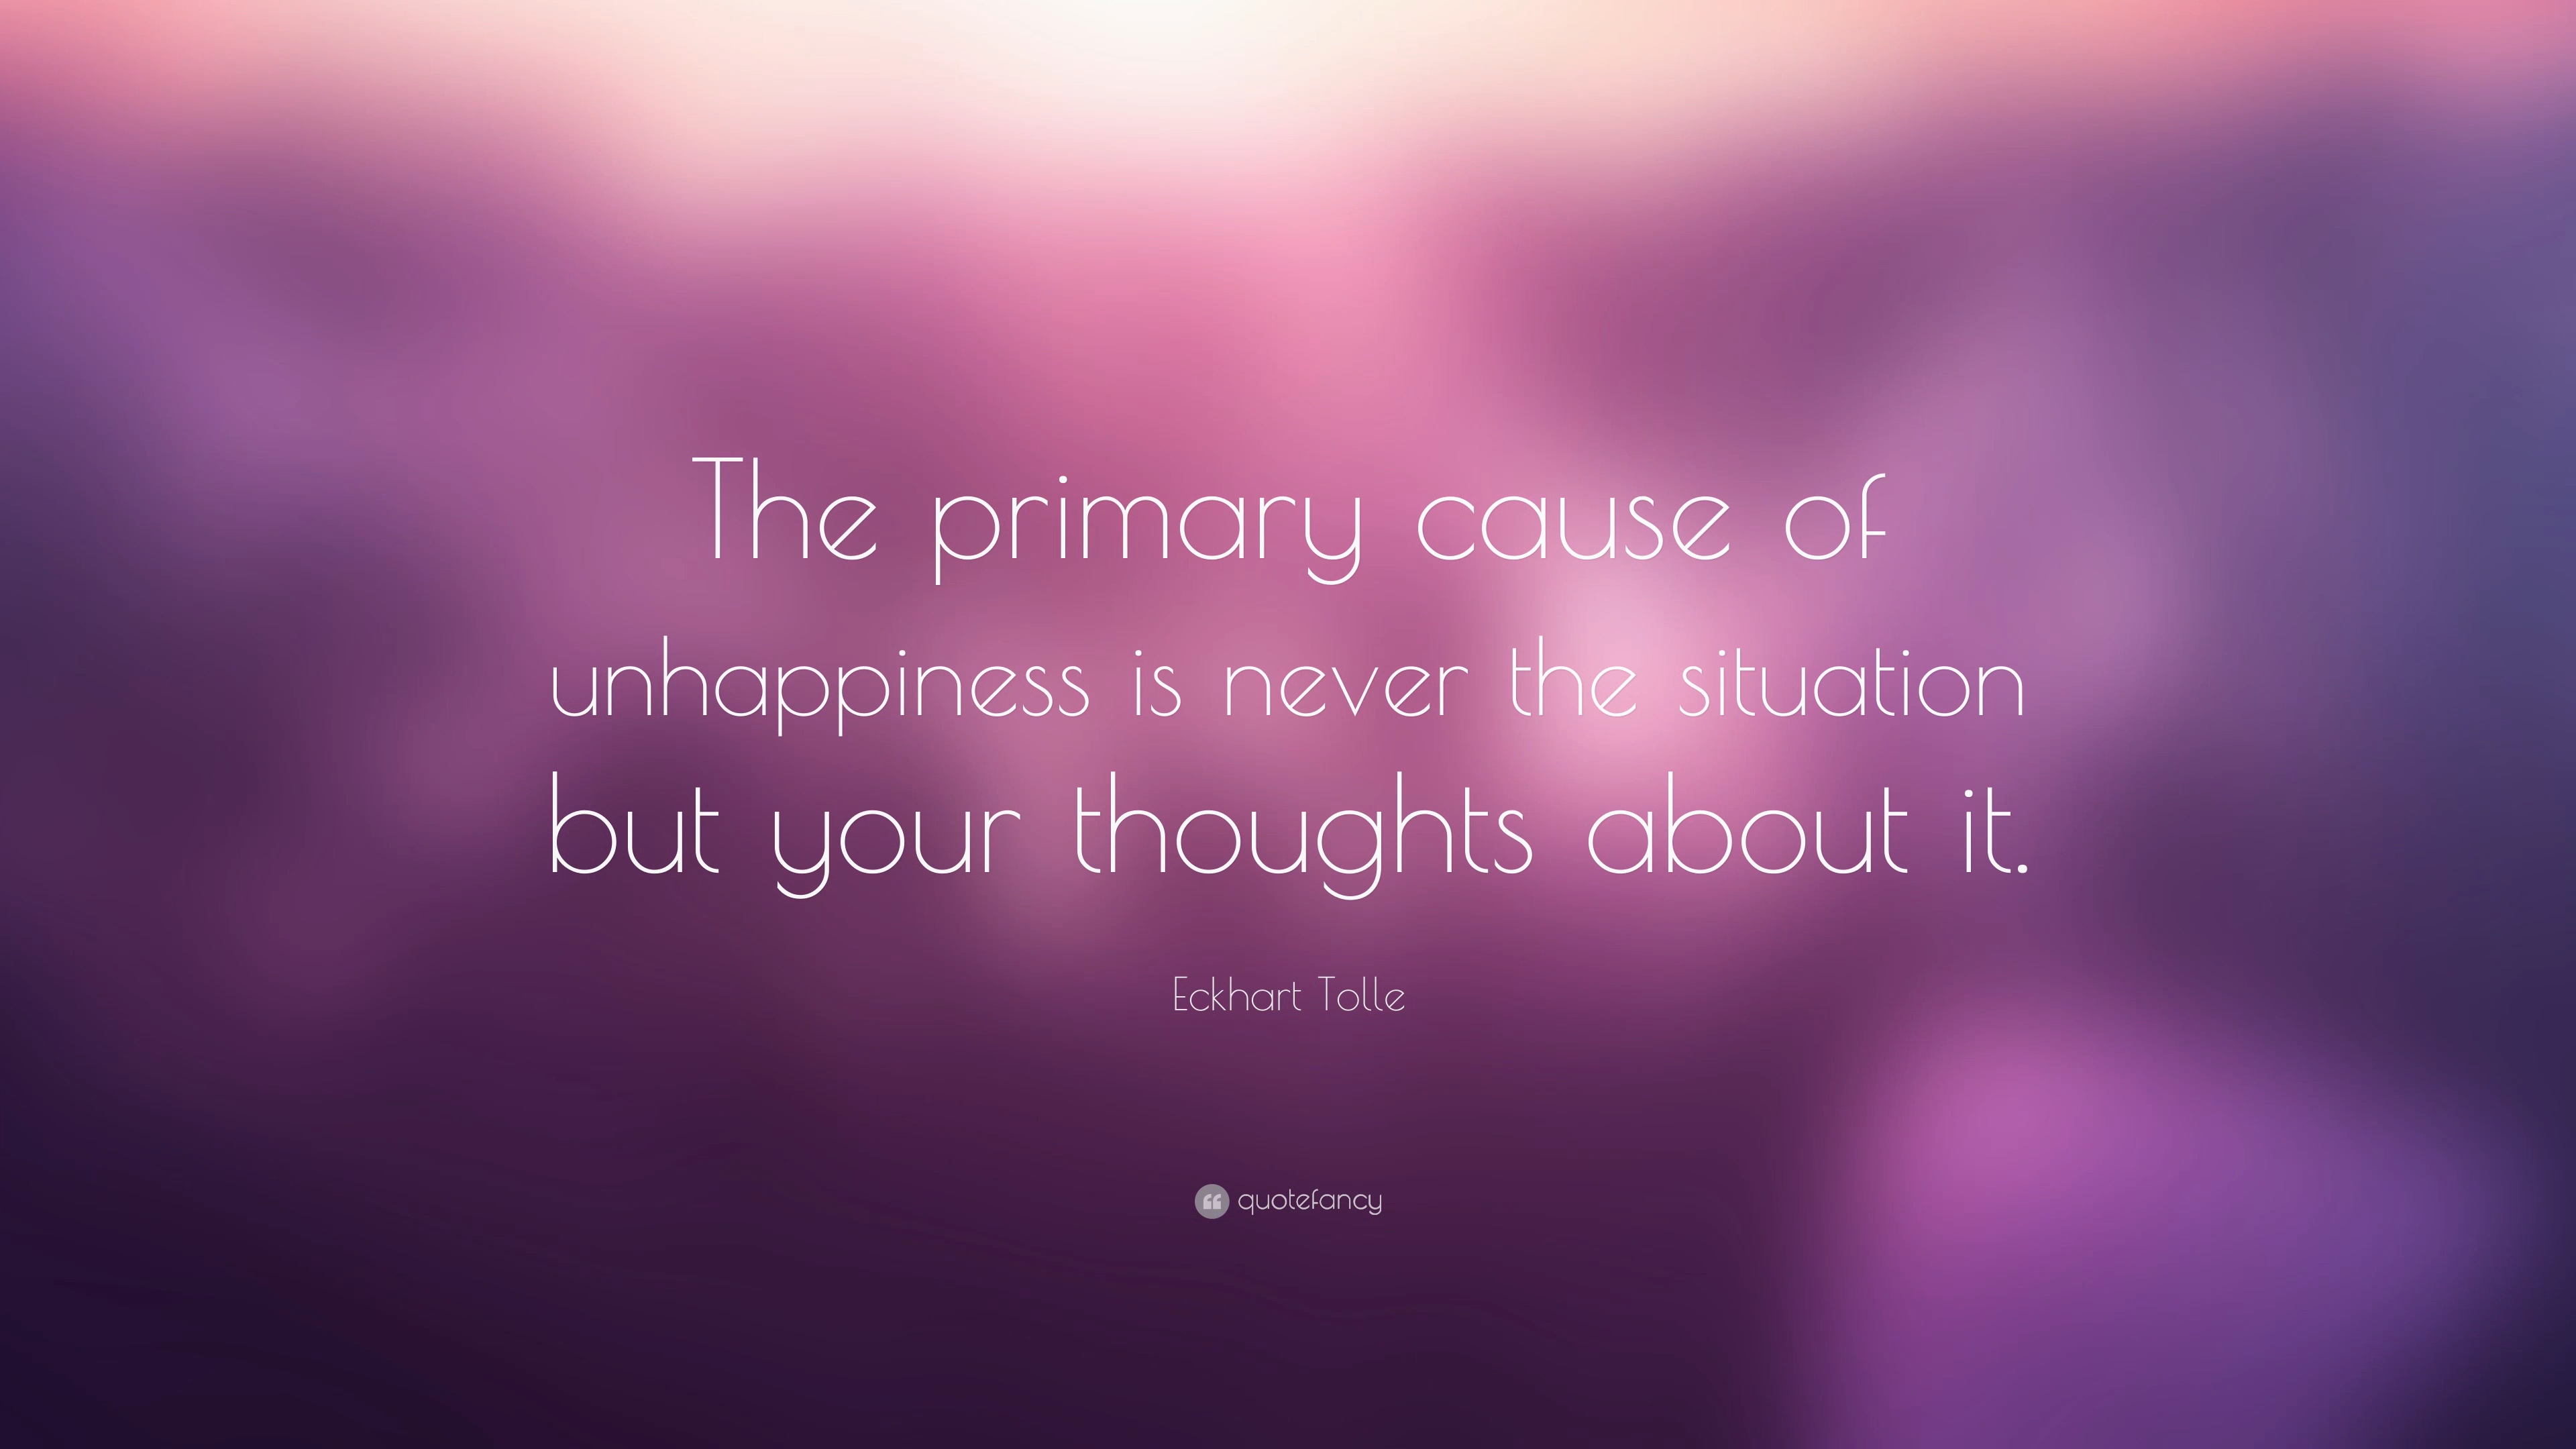 The primary cause of
unhappiness is never the situation
but your thoughts about it.
Eckhart Tolle
quotefancy